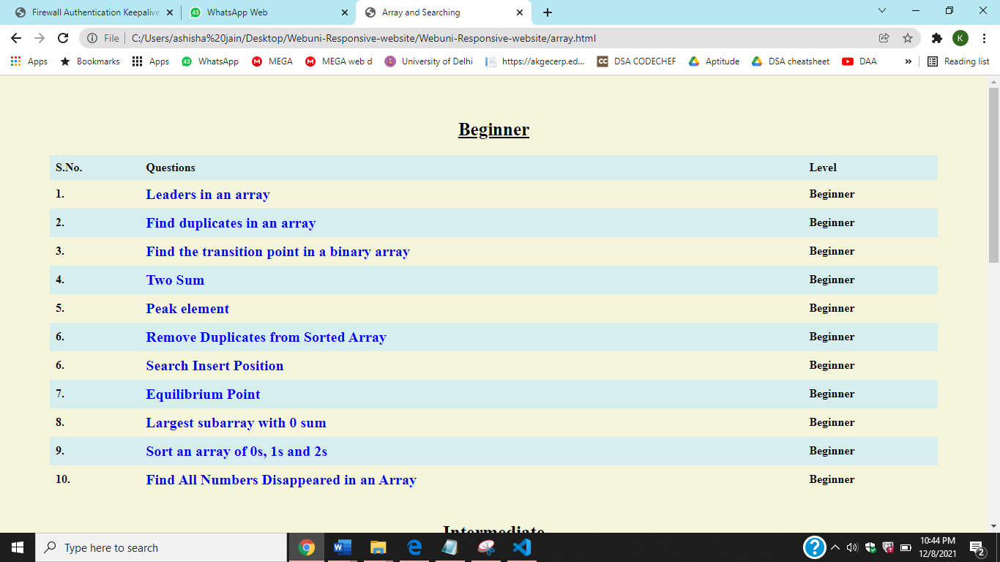 Firewall Authentication Keepalive
WhatsApp Web
Array and Searching
File
C:/Users/ashisha%20jain/Desktop/Webuni-Responsive-website/Webuni-Responsive-website/array.html
K
Apps
Bookmarks
Apps
43
WhatsApp
MEGA
MEGA web d
University of Delhi
https://akgecerp.ed...
CC
DSA CODECHEF
Aptitude
DSA cheatsheet
DAA
»
Reading list
Beginner
S.No. Questions Level
1. Leaders in an array Beginner
2. Find duplicates in an array Beginner
3. Find the transition point in a binary array Beginner
4. Two Sum Beginner
5. Peak element Beginner
6. Remove Duplicates from Sorted Array Beginner
6. Search Insert Position Beginner
7. Equilibrium Point Beginner
8. Largest subarray with 0 sum Beginner
9. Sort an array of 0s, 1s and 2s Beginner
10. Find All Numbers Disappeared in an Array Beginner
Intermediate
Type here to search
10:44 PM
12/8/2021
2